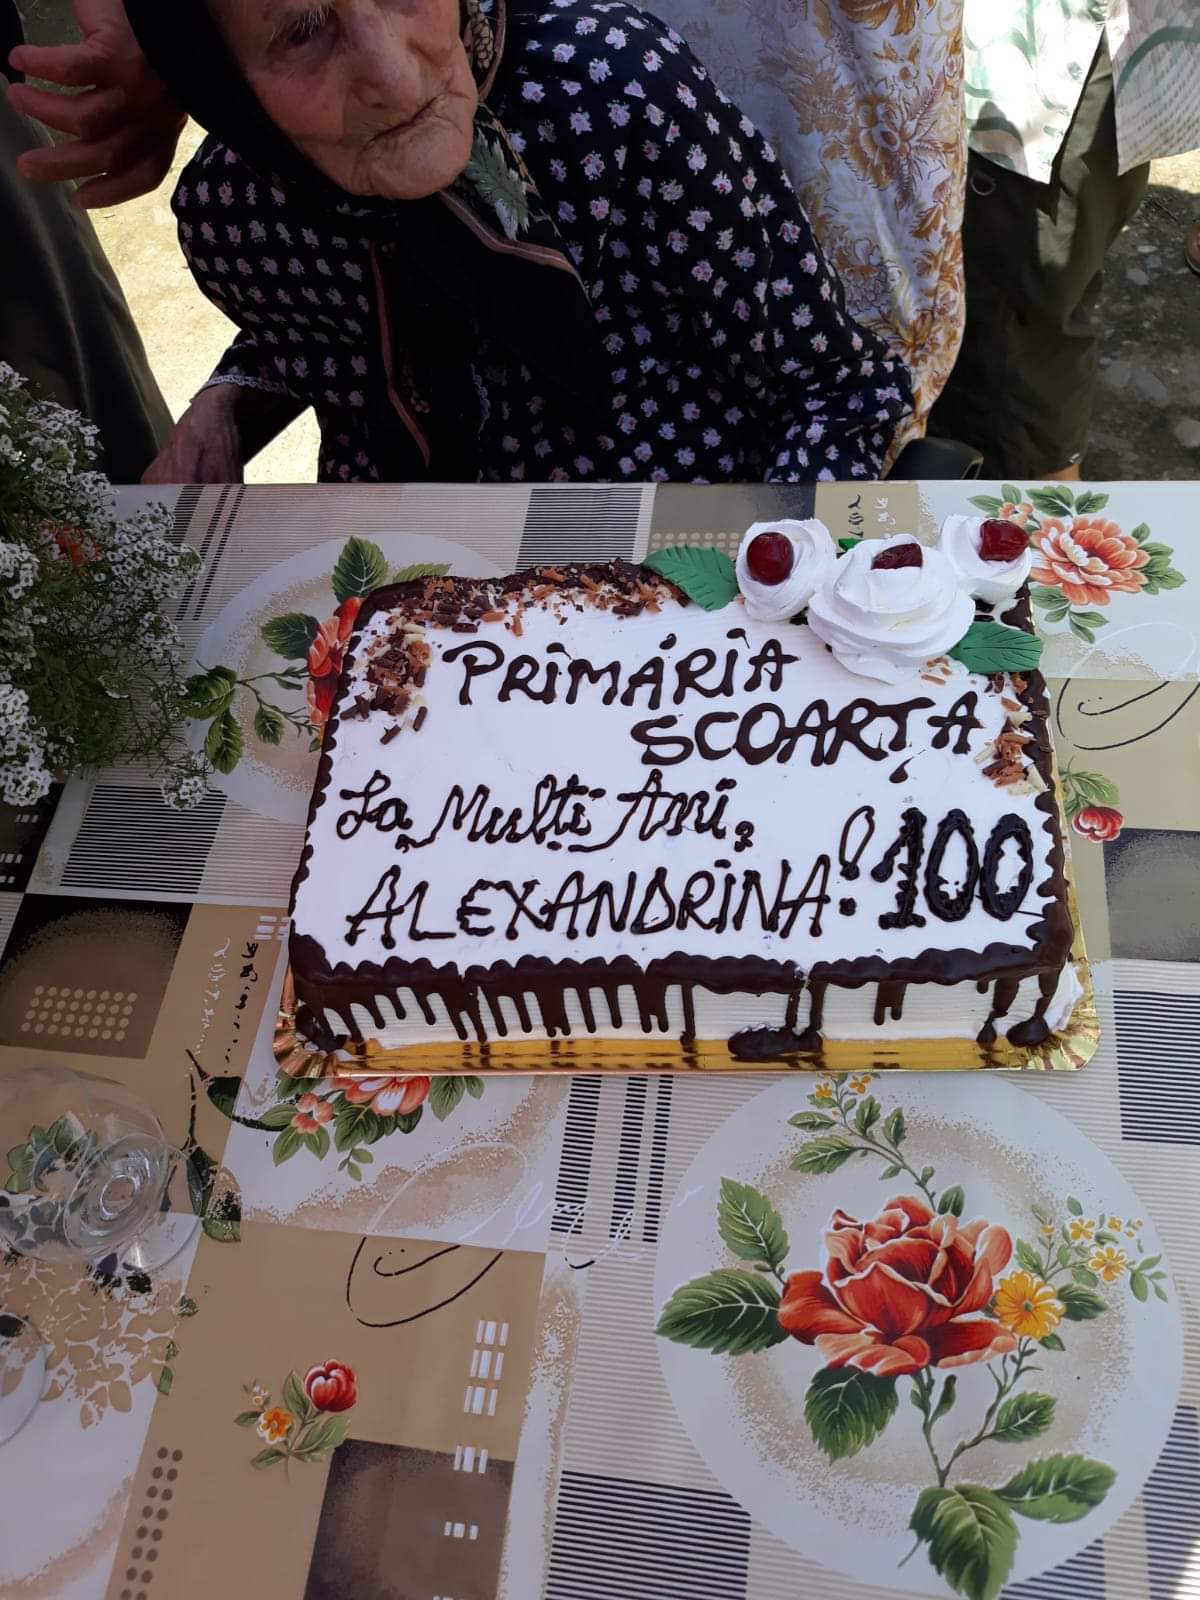 PRIMĂRIA
SCOARȚA
La Mulți Ani,
ALEXANDRINA! 100